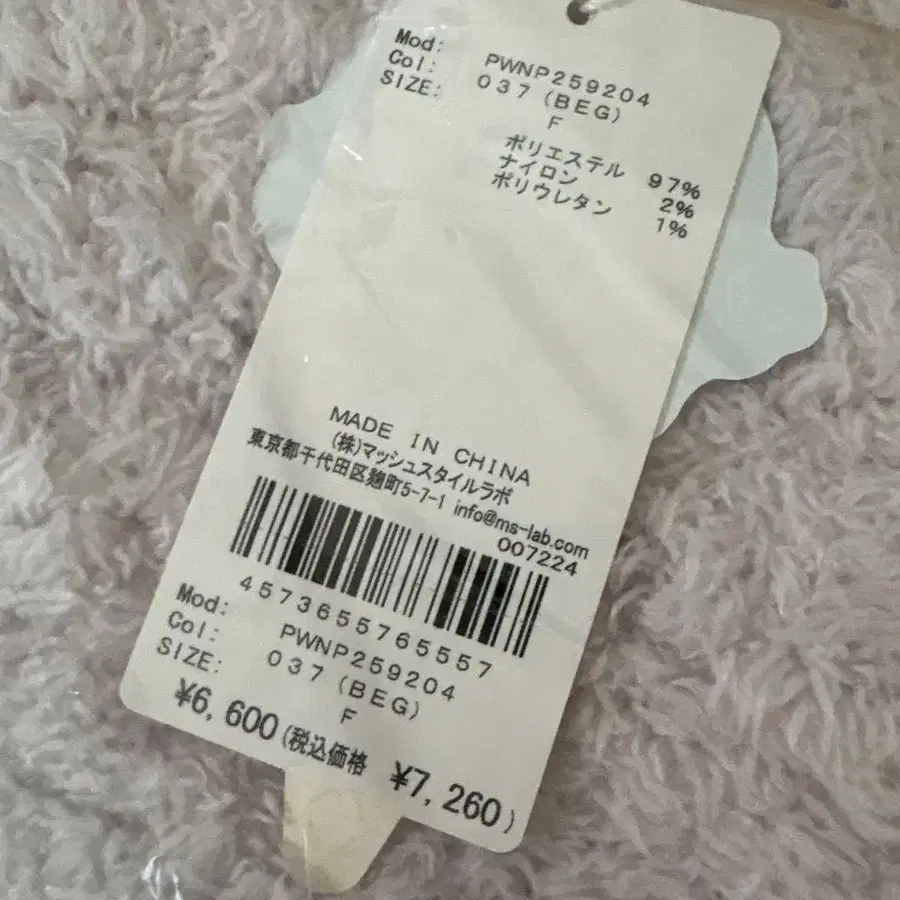 Mod: PWNP259204
Col: 037 (BEG)
SIZE: F
ポリエステル 97%
ナイロン 2%
ポリウレタン 1%
MADE IN CHINA
(株)マッシュスタイルラボ
東京都千代田区麹町5-7-1 info@ms-lab.com
007224
4573655765557
Mod: PWNP259204
Col: 037 (BEG)
SIZE: F
¥6,600(税込価格 ¥7,260)